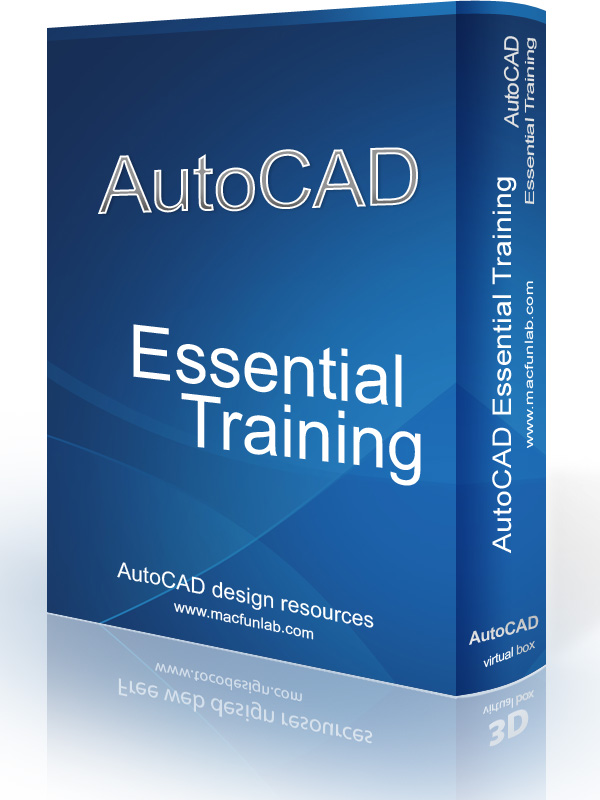 AutoCAD
Essential
Training
AutoCAD design resources
www.macfunlab.com
AutoCAD
Essential Training
AutoCAD Essential Training
www.macfunlab.com
AutoCAD
virtual box
www.tocodesign.com
Free web design resources
virtual box
3D